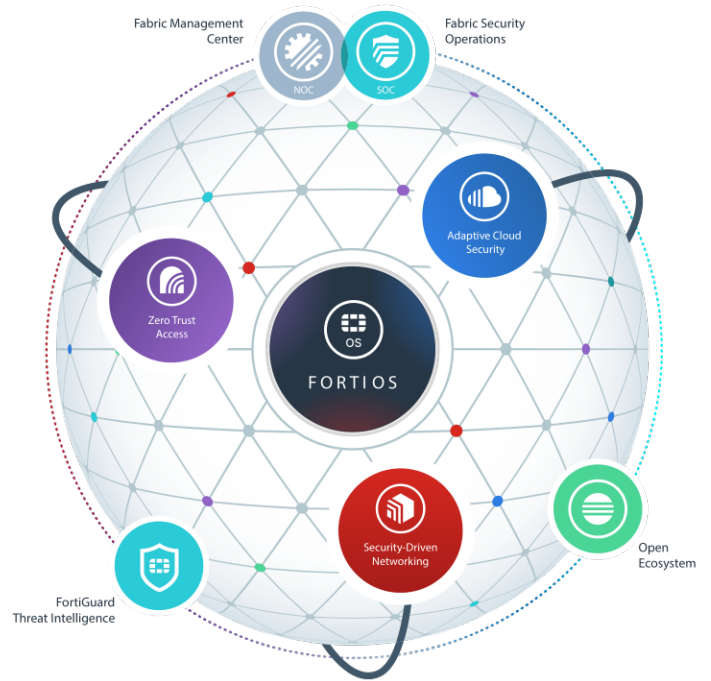 Fabric Management
Center
Fabric Security
Operations
NOC
SOC
Adaptive Cloud
Security
Zero Trust
Access
OS
FORTIOS
Security-Driven
Networking
Open
Ecosystem
FortiGuard
Threat Intelligence